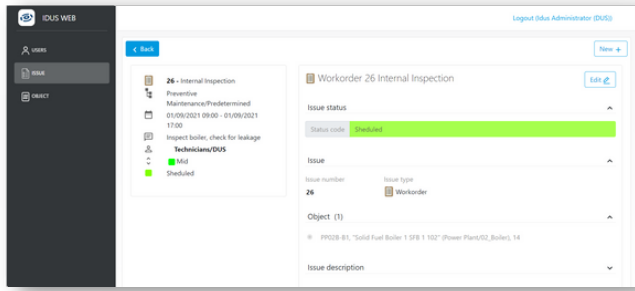 IDUS WEB
Logout (Idus Administrator (DUS))
USERS
ISSUE
OBJECT
Back
New +
26 - Internal Inspection
Preventive
Maintenance/Predetermined
01/09/2021 09:00 - 01/09/2021
17:00
Inspect boiler, check for leakage
Technicians/DUS
Mid
Sheduled
Workorder 26 Internal Inspection
Edit
Issue status
Status code
Sheduled
Issue
Issue number
Issue type
26
Workorder
Object (1)
PP02B-B1, "Solid Fuel Boiler 1 SFB 1 102" (Power Plant/02_Boiler), 14
Issue description